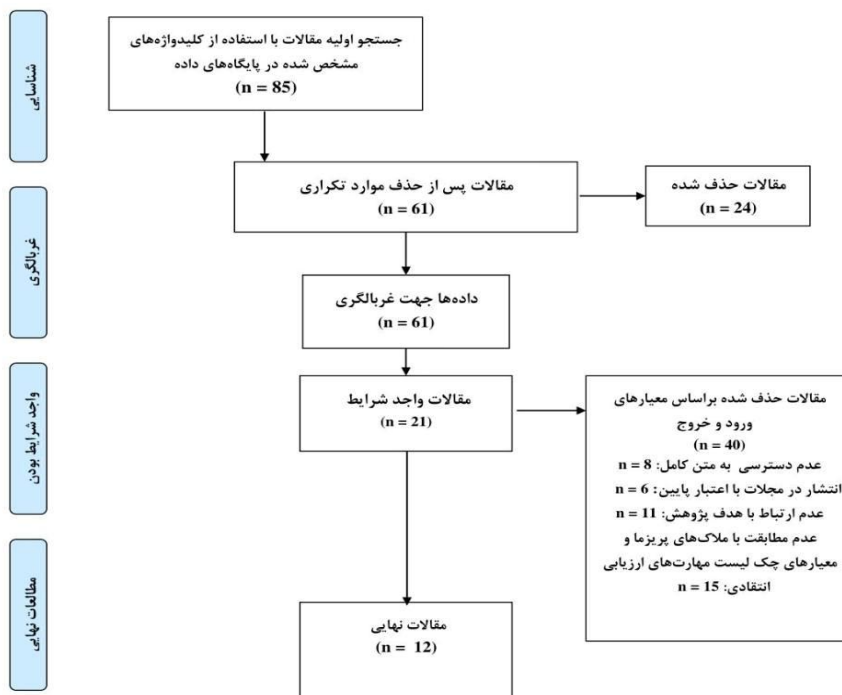 شناسایی
جستجو اولیه مقالات با استفاده از کلیدواژه‌های
مشخص شده در پایگاه‌های داده
(n = 85)
مقالات پس از حذف موارد تکراری
(n = 61)
مقالات حذف شده
(n = 24)
غربالگری
داده‌ها جهت غربالگری
(n = 61)
واجد شرایط بودن
مقالات واجد شرایط
(n = 21)
مقالات حذف شده براساس معیارهای
ورود و خروج
(n = 40)
عدم دسترسی به متن کامل: n = 8
انتشار در مجلات با اعتبار پایین: n = 6
عدم ارتباط با هدف پژوهش: n = 11
عدم مطابقت با ملاک‌های پریزما و
معیارهای چک لیست مهارت‌های ارزیابی
انتقادی: n = 15
مطالعات نهایی
مقالات نهایی
(n = 12)